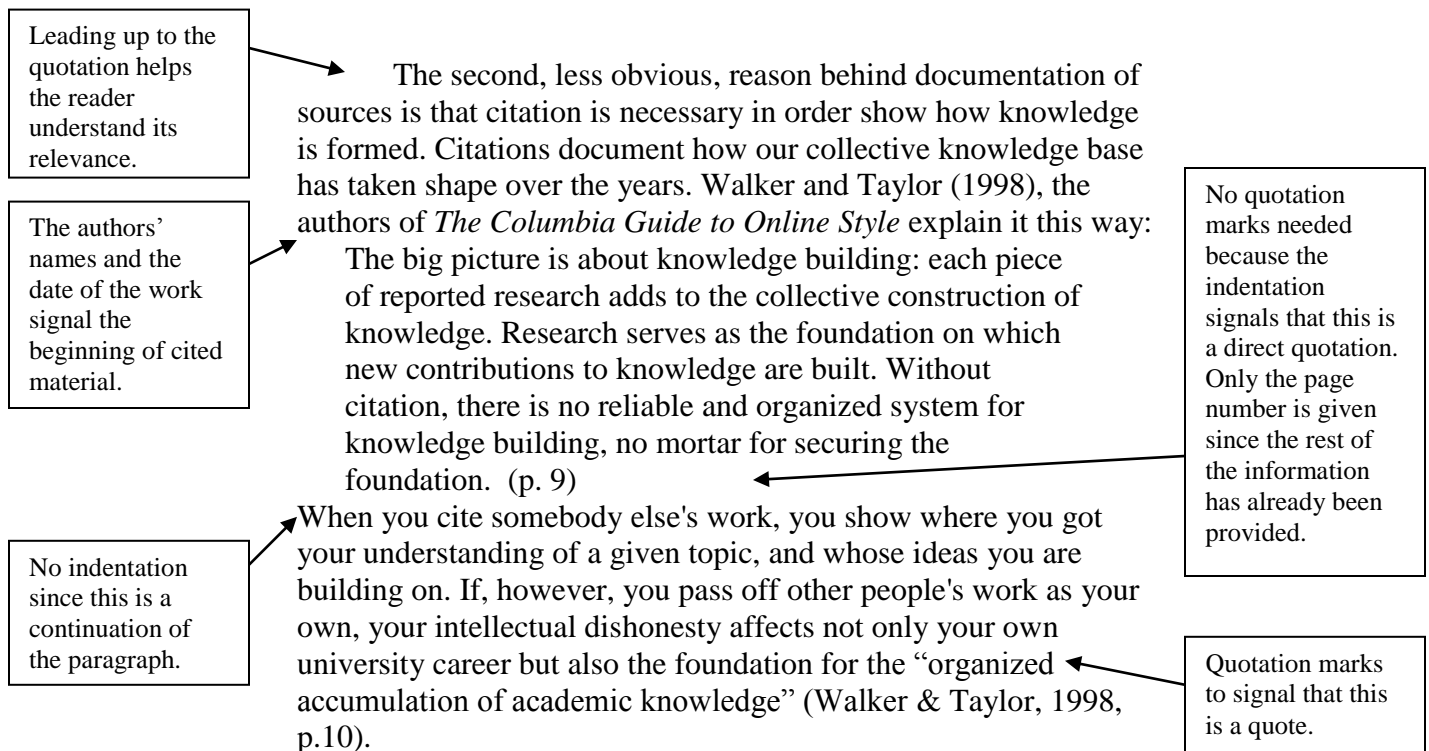 Leading up to the
quotation helps
the reader
understand its
relevance.
The second, less obvious, reason behind documentation of
sources is that citation is necessary in order show how knowledge
is formed. Citations document how our collective knowledge base
has taken shape over the years. Walker and Taylor (1998), the
authors of The Columbia Guide to Online Style explain it this way:
The authors’
names and the
date of the work
signal the
beginning of cited
material.
The big picture is about knowledge building: each piece
of reported research adds to the collective construction of
knowledge. Research serves as the foundation on which
new contributions to knowledge are built. Without
citation, there is no reliable and organized system for
knowledge building, no mortar for securing the
foundation.  (p. 9)
No quotation
marks needed
because the
indentation
signals that this is
a direct quotation.
Only the page
number is given
since the rest of
the information
has already been
provided.
When you cite somebody else's work, you show where you got
your understanding of a given topic, and whose ideas you are
building on. If, however, you pass off other people's work as your
own, your intellectual dishonesty affects not only your own
university career but also the foundation for the “organized
accumulation of academic knowledge” (Walker & Taylor, 1998,
p.10).
No indentation
since this is a
continuation of
the paragraph.
Quotation marks
to signal that this
is a quote.